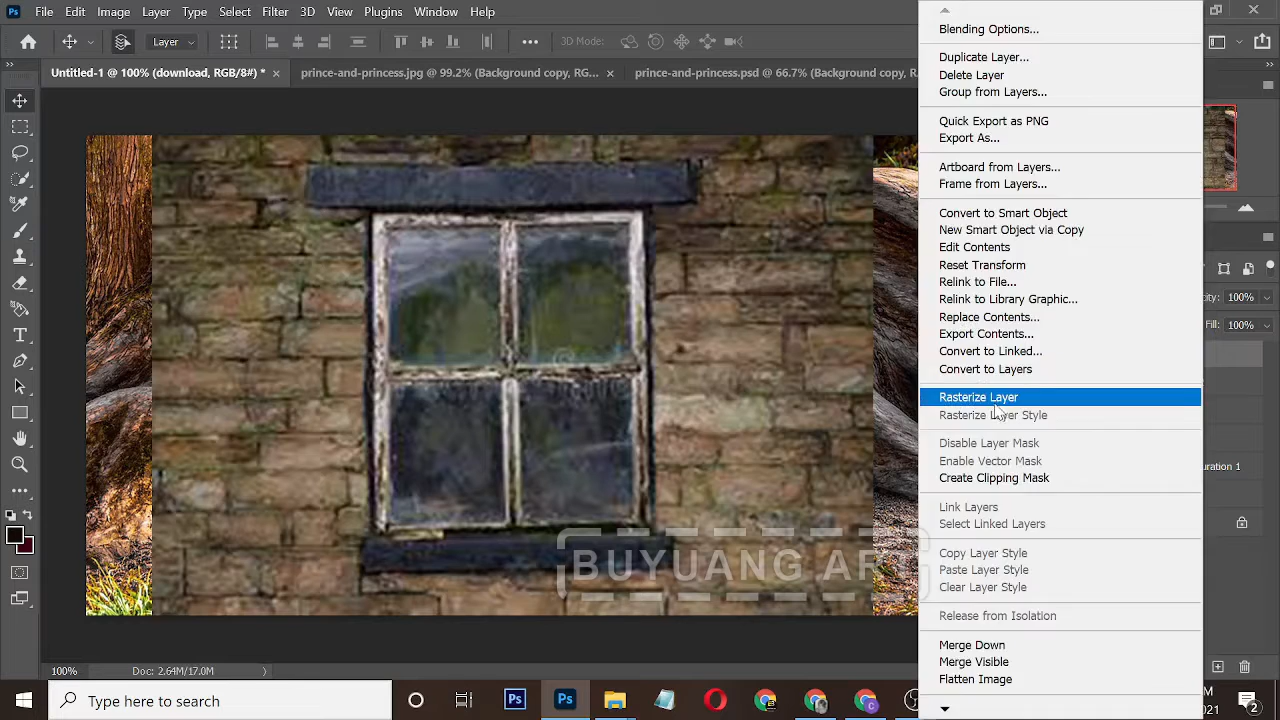 Ps File Edit Image Layer Type Select Filter 3D View Plugins Window Help
Layer 3D Mode:
Untitled-1 @ 100% (download, RGB/8#) * × prince-and-princess.jpg @ 99.2% (Background copy, RG... × prince-and-princess.psd @ 66.7% (Background copy, RG
Blending Options...
Duplicate Layer...
Delete Layer
Group from Layers...
Quick Export as PNG
Export As...
Artboard from Layers...
Frame from Layers...
Convert to Smart Object
New Smart Object via Copy
Edit Contents
Reset Transform
Relink to File...
Relink to Library Graphic...
Replace Contents...
Export Contents...
Convert to Linked...
Convert to Layers
Rasterize Layer
Rasterize Layer Style
Disable Layer Mask
Enable Vector Mask
Create Clipping Mask
Link Layers
Select Linked Layers
Copy Layer Style
Paste Layer Style
Clear Layer Style
Release from Isolation
Merge Down
Merge Visible
Flatten Image
100%
Fill: 100%
BUYUANG AR
100% Doc: 2.64M/17.0M
Type here to search